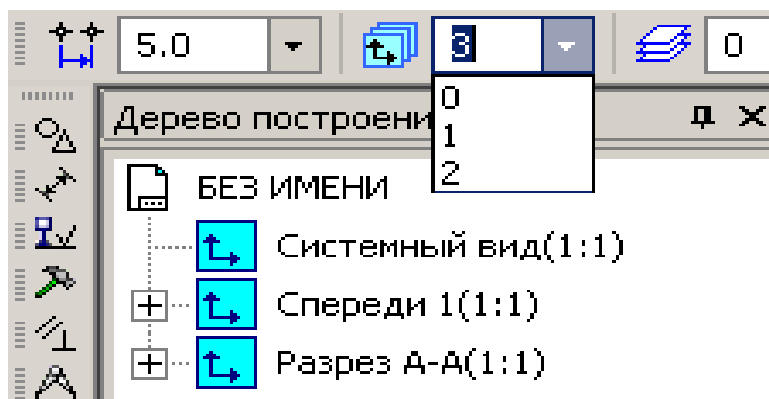 5.0 3 0
0
1
2
Дерево построени
БЕЗ ИМЕНИ
Системный вид(1:1)
Спереди 1(1:1)
Разрез А-А(1:1)